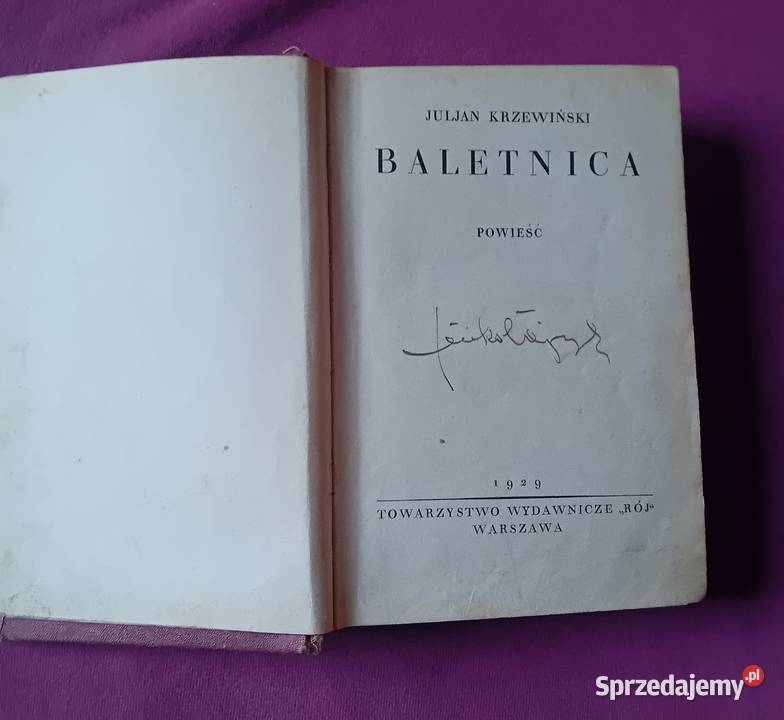 JULJAN KRZEWIŃSKI
BALETNICA
POWIEŚĆ
1929
TOWARZYSTWO WYDAWNICZE „RÓJ“
WARSZAWA
Sprzedajemy.pl